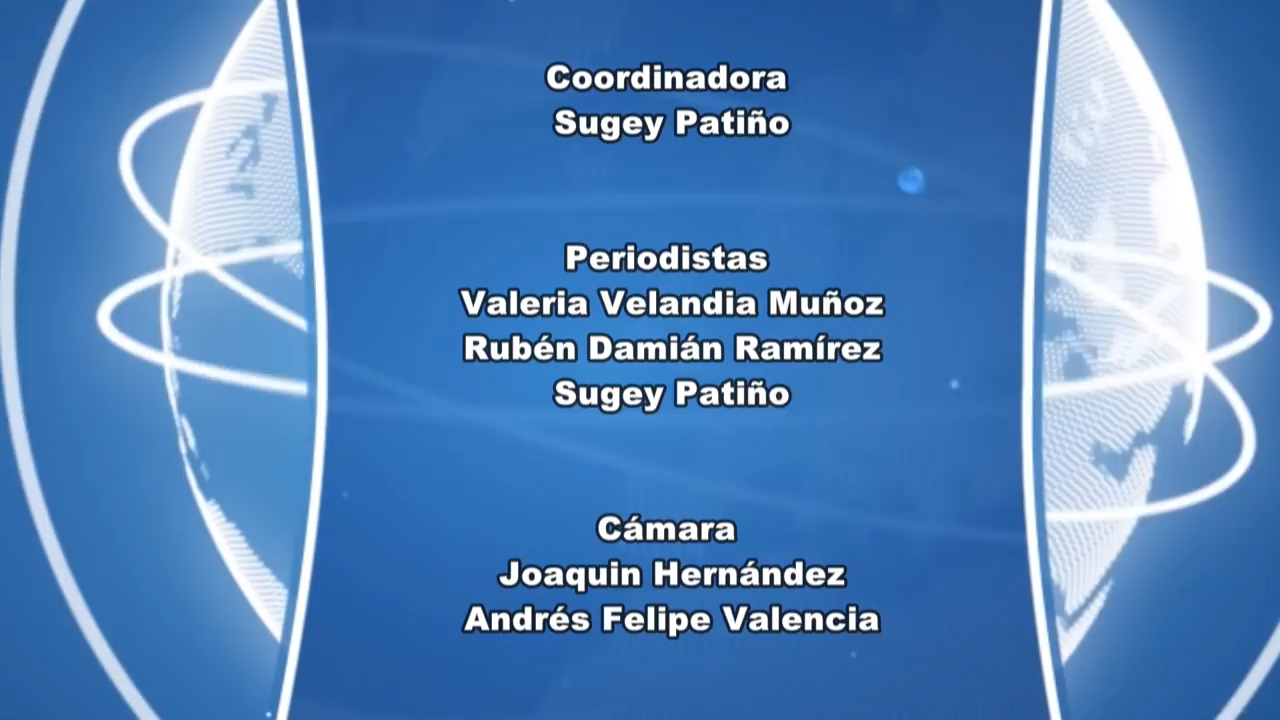 Coordinadora
Sugey Patiño
Periodistas
Valeria Velandia Muñoz
Rubén Damián Ramírez
Sugey Patiño
Cámara
Joaquin Hernández
Andrés Felipe Valencia